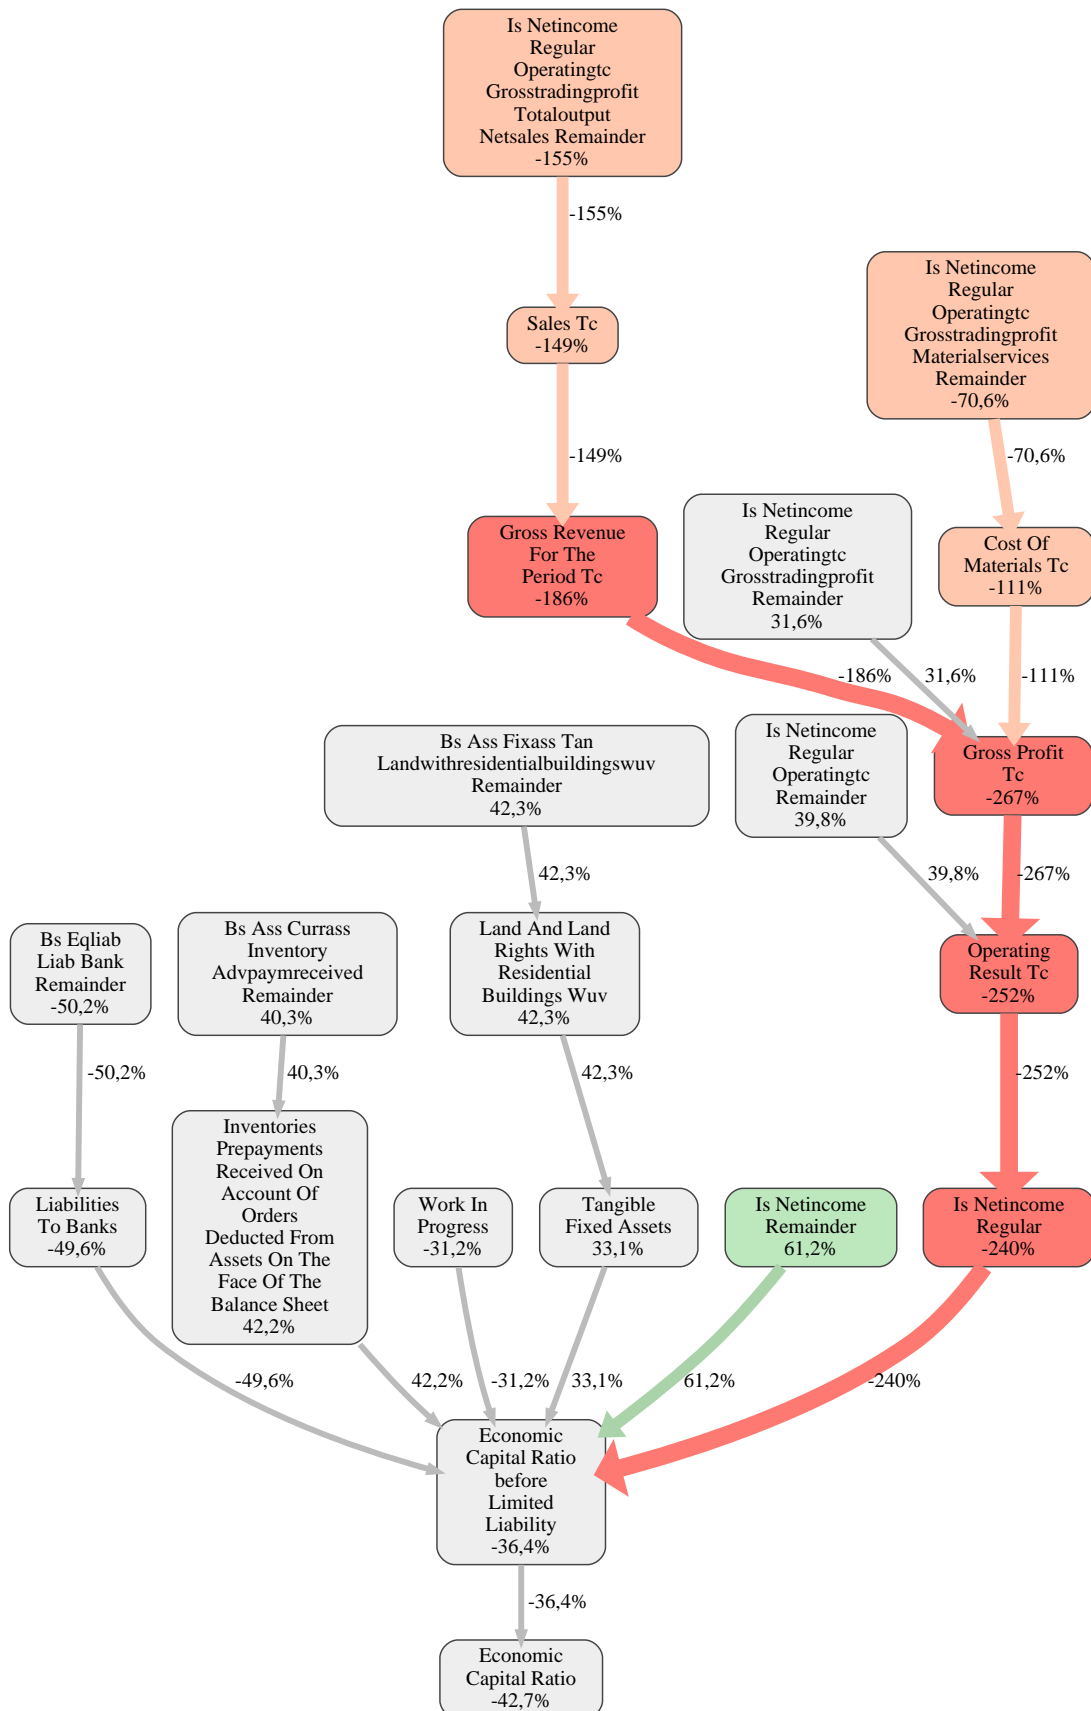 Is Netincome
Regular
Operatingtc
Grosstradingprofit
Totaloutput
Netsales Remainder
-155%
-155%
Sales Tc
-149%
Is Netincome
Regular
Operatingtc
Grosstradingprofit
Materialservices
Remainder
-70,6%
-149%
-70,6%
Gross Revenue
For The
Period Tc
-186%
Is Netincome
Regular
Operatingtc
Grosstradingprofit
Remainder
31,6%
Cost Of
Materials Tc
-111%
-186%
31,6%
-111%
Bs Ass Fixass Tan
Landwithresidentialbuildingswuv
Remainder
42,3%
Is Netincome
Regular
Operatingtc
Remainder
39,8%
Gross Profit
Tc
-267%
42,3%
39,8%
-267%
Bs Eqliab
Liab Bank
Remainder
-50,2%
Bs Ass Currass
Inventory
Advpaymreceived
Remainder
40,3%
Land And Land
Rights With
Residential
Buildings Wuv
42,3%
Operating
Result Tc
-252%
-50,2%
40,3%
42,3%
-252%
Liabilities
To Banks
-49,6%
Inventories
Prepayments
Received On
Account Of
Orders
Deducted From
Assets On The
Face Of The
Balance Sheet
42,2%
Work In
Progress
-31,2%
Tangible
Fixed Assets
33,1%
Is Netincome
Remainder
61,2%
Is Netincome
Regular
-240%
-49,6%
42,2%
-31,2%
33,1%
61,2%
-240%
Economic
Capital Ratio
before
Limited
Liability
-36,4%
-36,4%
Economic
Capital Ratio
-42,7%